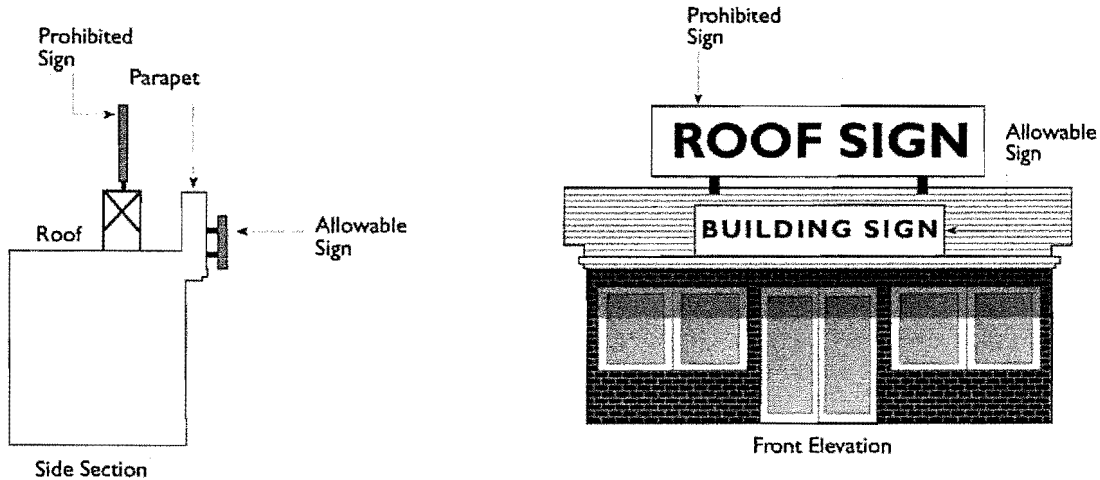 Prohibited
Sign
Parapet
Roof
Allowable
Sign
Side Section
Prohibited
Sign
ROOF SIGN
Allowable
Sign
BUILDING SIGN
Front Elevation